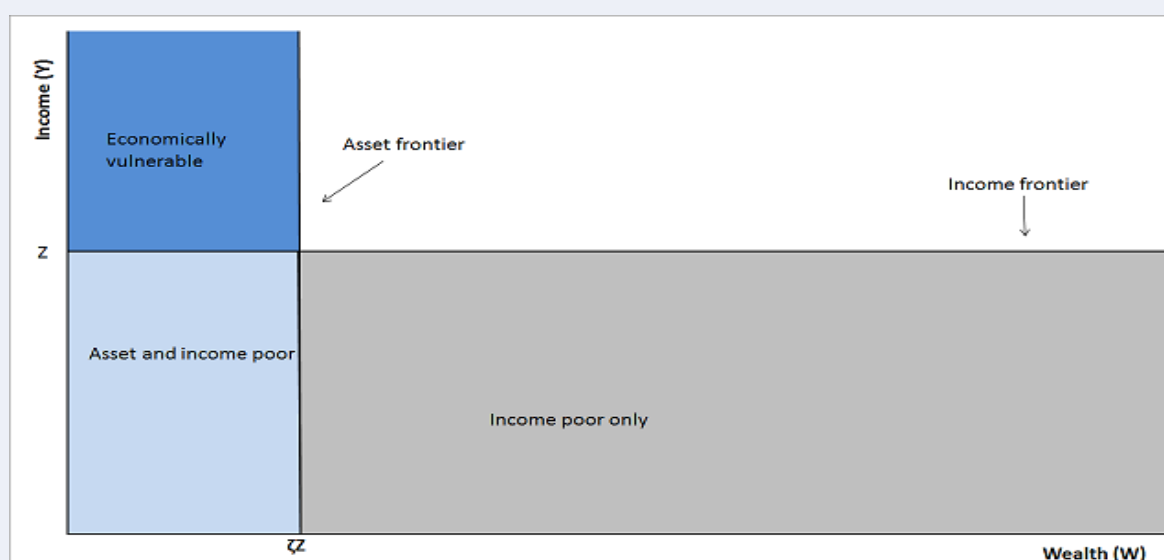 Income (Y)
Economically
vulnerable
Asset frontier
Income frontier
Z
Asset and income poor
Income poor only
ζZ
Wealth (W)